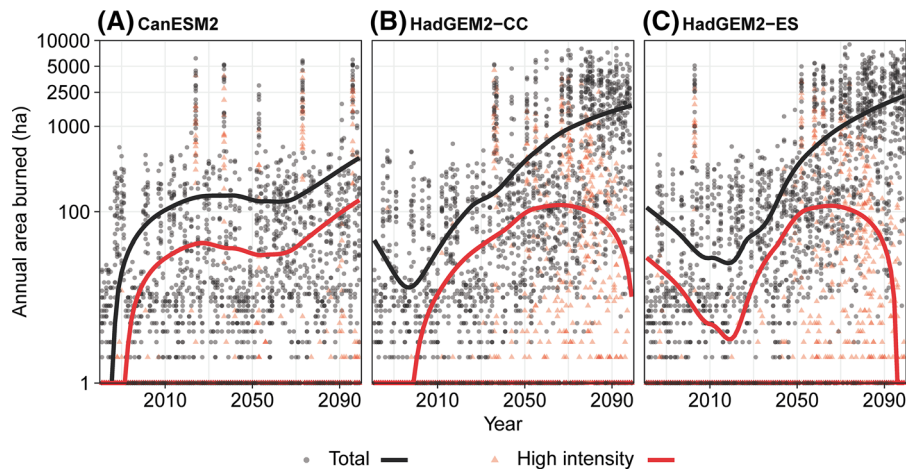 (A) CanESM2
(B) HadGEM2−CC
(C) HadGEM2−ES
Annual area burned (ha)
10000
5000
2500
1000
100
1
2010 2050 2090
2010 2050 2090
2010 2050 2090
Year
Total
High intensity